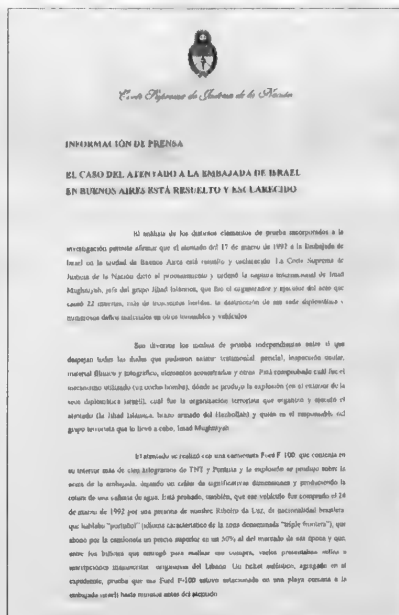 Corte Suprema de Justicia de la Nación
INFORMACIÓN DE PRENSA
EL CASO DEL ATENTADO A LA EMBAJADA DE ISRAEL
EN BUENOS AIRES ESTÁ RESUELTO Y ESCLARECIDO
El análisis de los distintos elementos de prueba incorporados a la
investigación permite afirmar que el atentado del 17 de marzo de 1992 a la Embajada de
Israel en la ciudad de Buenos Aires está resuelto y esclarecido. La Corte Suprema de
Justicia de la Nación dictó el procesamiento y ordenó la captura internacional de Imad
Mughniyah, jefe del grupo Jihad Islámica, que fue el organizador y ejecutor del acto que
causó 22 muertos, más de trescientos heridos, la destrucción de esa sede diplomática y
numerosos daños materiales en otros inmuebles y vehículos
Son diversos los medios de prueba independientes entre sí que
despejan todas las dudas que pudieron existir testimonial, pericial, inspección ocular,
material fílmico y fotográfico, elementos secuestrados y otros. Está comprobado cuál fue el
mecanismo utilizado (un coche bomba), dónde se produjo la explosión (en el exterior de la
sede diplomática israelí), cuál fue la organización terrorista que organizó y ejecutó el
atentado (la Jihad Islámica, brazo armado del Hezbollah) y quién es el responsable del
grupo terrorista que lo llevó a cabo, Imad Mughniyah
El atentado se realizó con una camioneta Ford F 100, que contenía en
su interior más de cien kilogramos de TNT y Pentrita y la explosión se produjo sobre la
acera de la embajada, dejando un cráter de significativas dimensiones y produciendo la
rotura de una cañería de agua. Está probado, también, que ese vehículo fue comprado el 24
de 1992 por una persona de nombre Ribeiro da Luz, de nacionalidad brasilera
que hablaba "portuñol" (idioma característico de la zona denominada "triple frontera"), que
abonó por la camioneta un precio superior en un 30% al del mercado de esa época y que,
entre los billetes que entregó para realizar esa compra, varios presentaban sellos e
inscripciones manuscritas originarios del Líbano. Un ticket auténtico, agregado en el
expediente, prueba que esa Ford F-100 estuvo estacionada en una playa cercana a la
embajada israelí hasta minutos antes del atentado